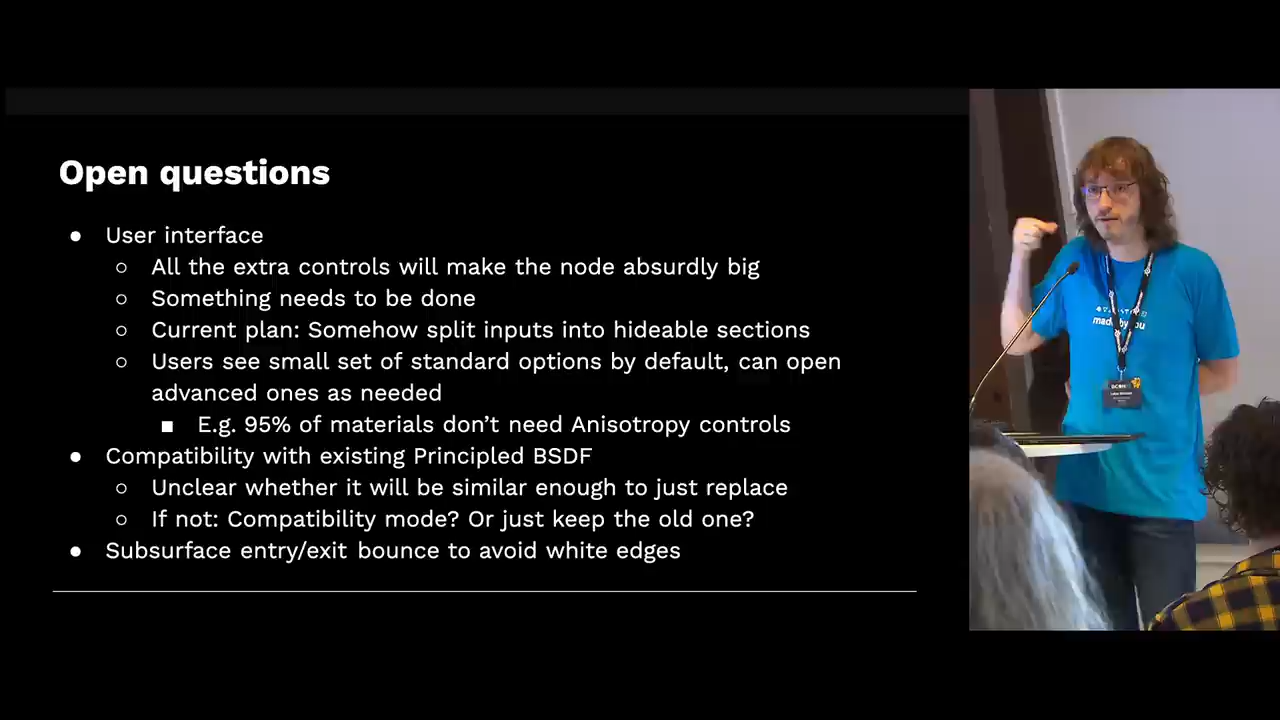 Open questions
● User interface
○ All the extra controls will make the node absurdly big
○ Something needs to be done
○ Current plan: Somehow split inputs into hideable sections
○ Users see small set of standard options by default, can open
advanced ones as needed
■ E.g. 95% of materials don’t need Anisotropy controls
● Compatibility with existing Principled BSDF
○ Unclear whether it will be similar enough to just replace
○ If not: Compatibility mode? Or just keep the old one?
● Subsurface entry/exit bounce to avoid white edges
made by you